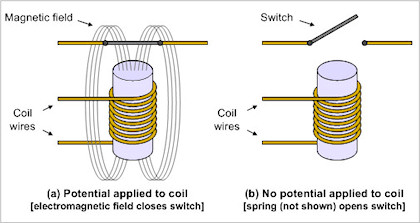 Magnetic field
Switch
Coil
wires
Coil
wires
(a) Potential applied to coil
[electromagnetic field closes switch]
(b) No potential applied to coil
[spring (not shown) opens switch]